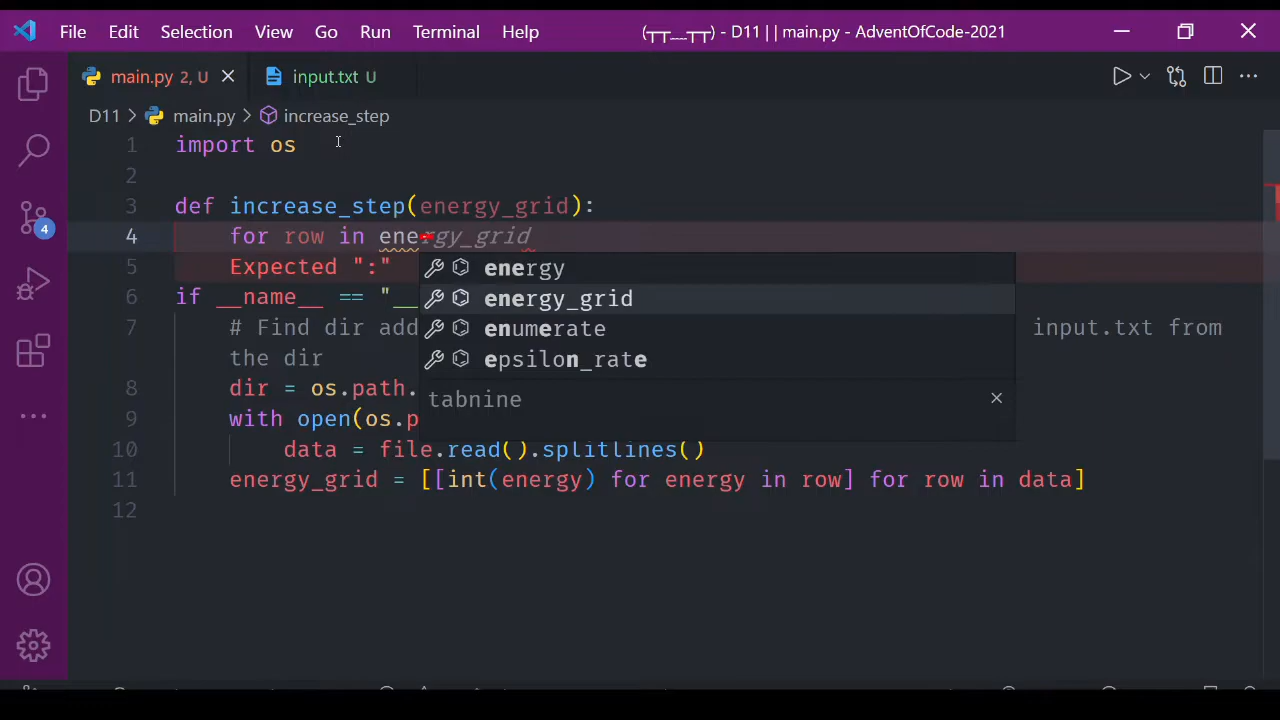 File Edit Selection View Go Run Terminal Help (┬┬﹏┬┬) - D11 | | main.py - AdventOfCode-2021
main.py 2, U input.txt U
D11 > main.py > increase_step
1 import os
2
3 def increase_step(energy_grid):
4 for row in energy_grid
5 Expected ":"
energy
energy_grid
enumerate
epsilon_rate
tabnine
6 if __name__ == "__
7 # Find dir add input.txt from
the dir
8 dir = os.path.
9 with open(os.p
10 data = file.read().splitlines()
11 energy_grid = [[int(energy) for energy in row] for row in data]
12
4